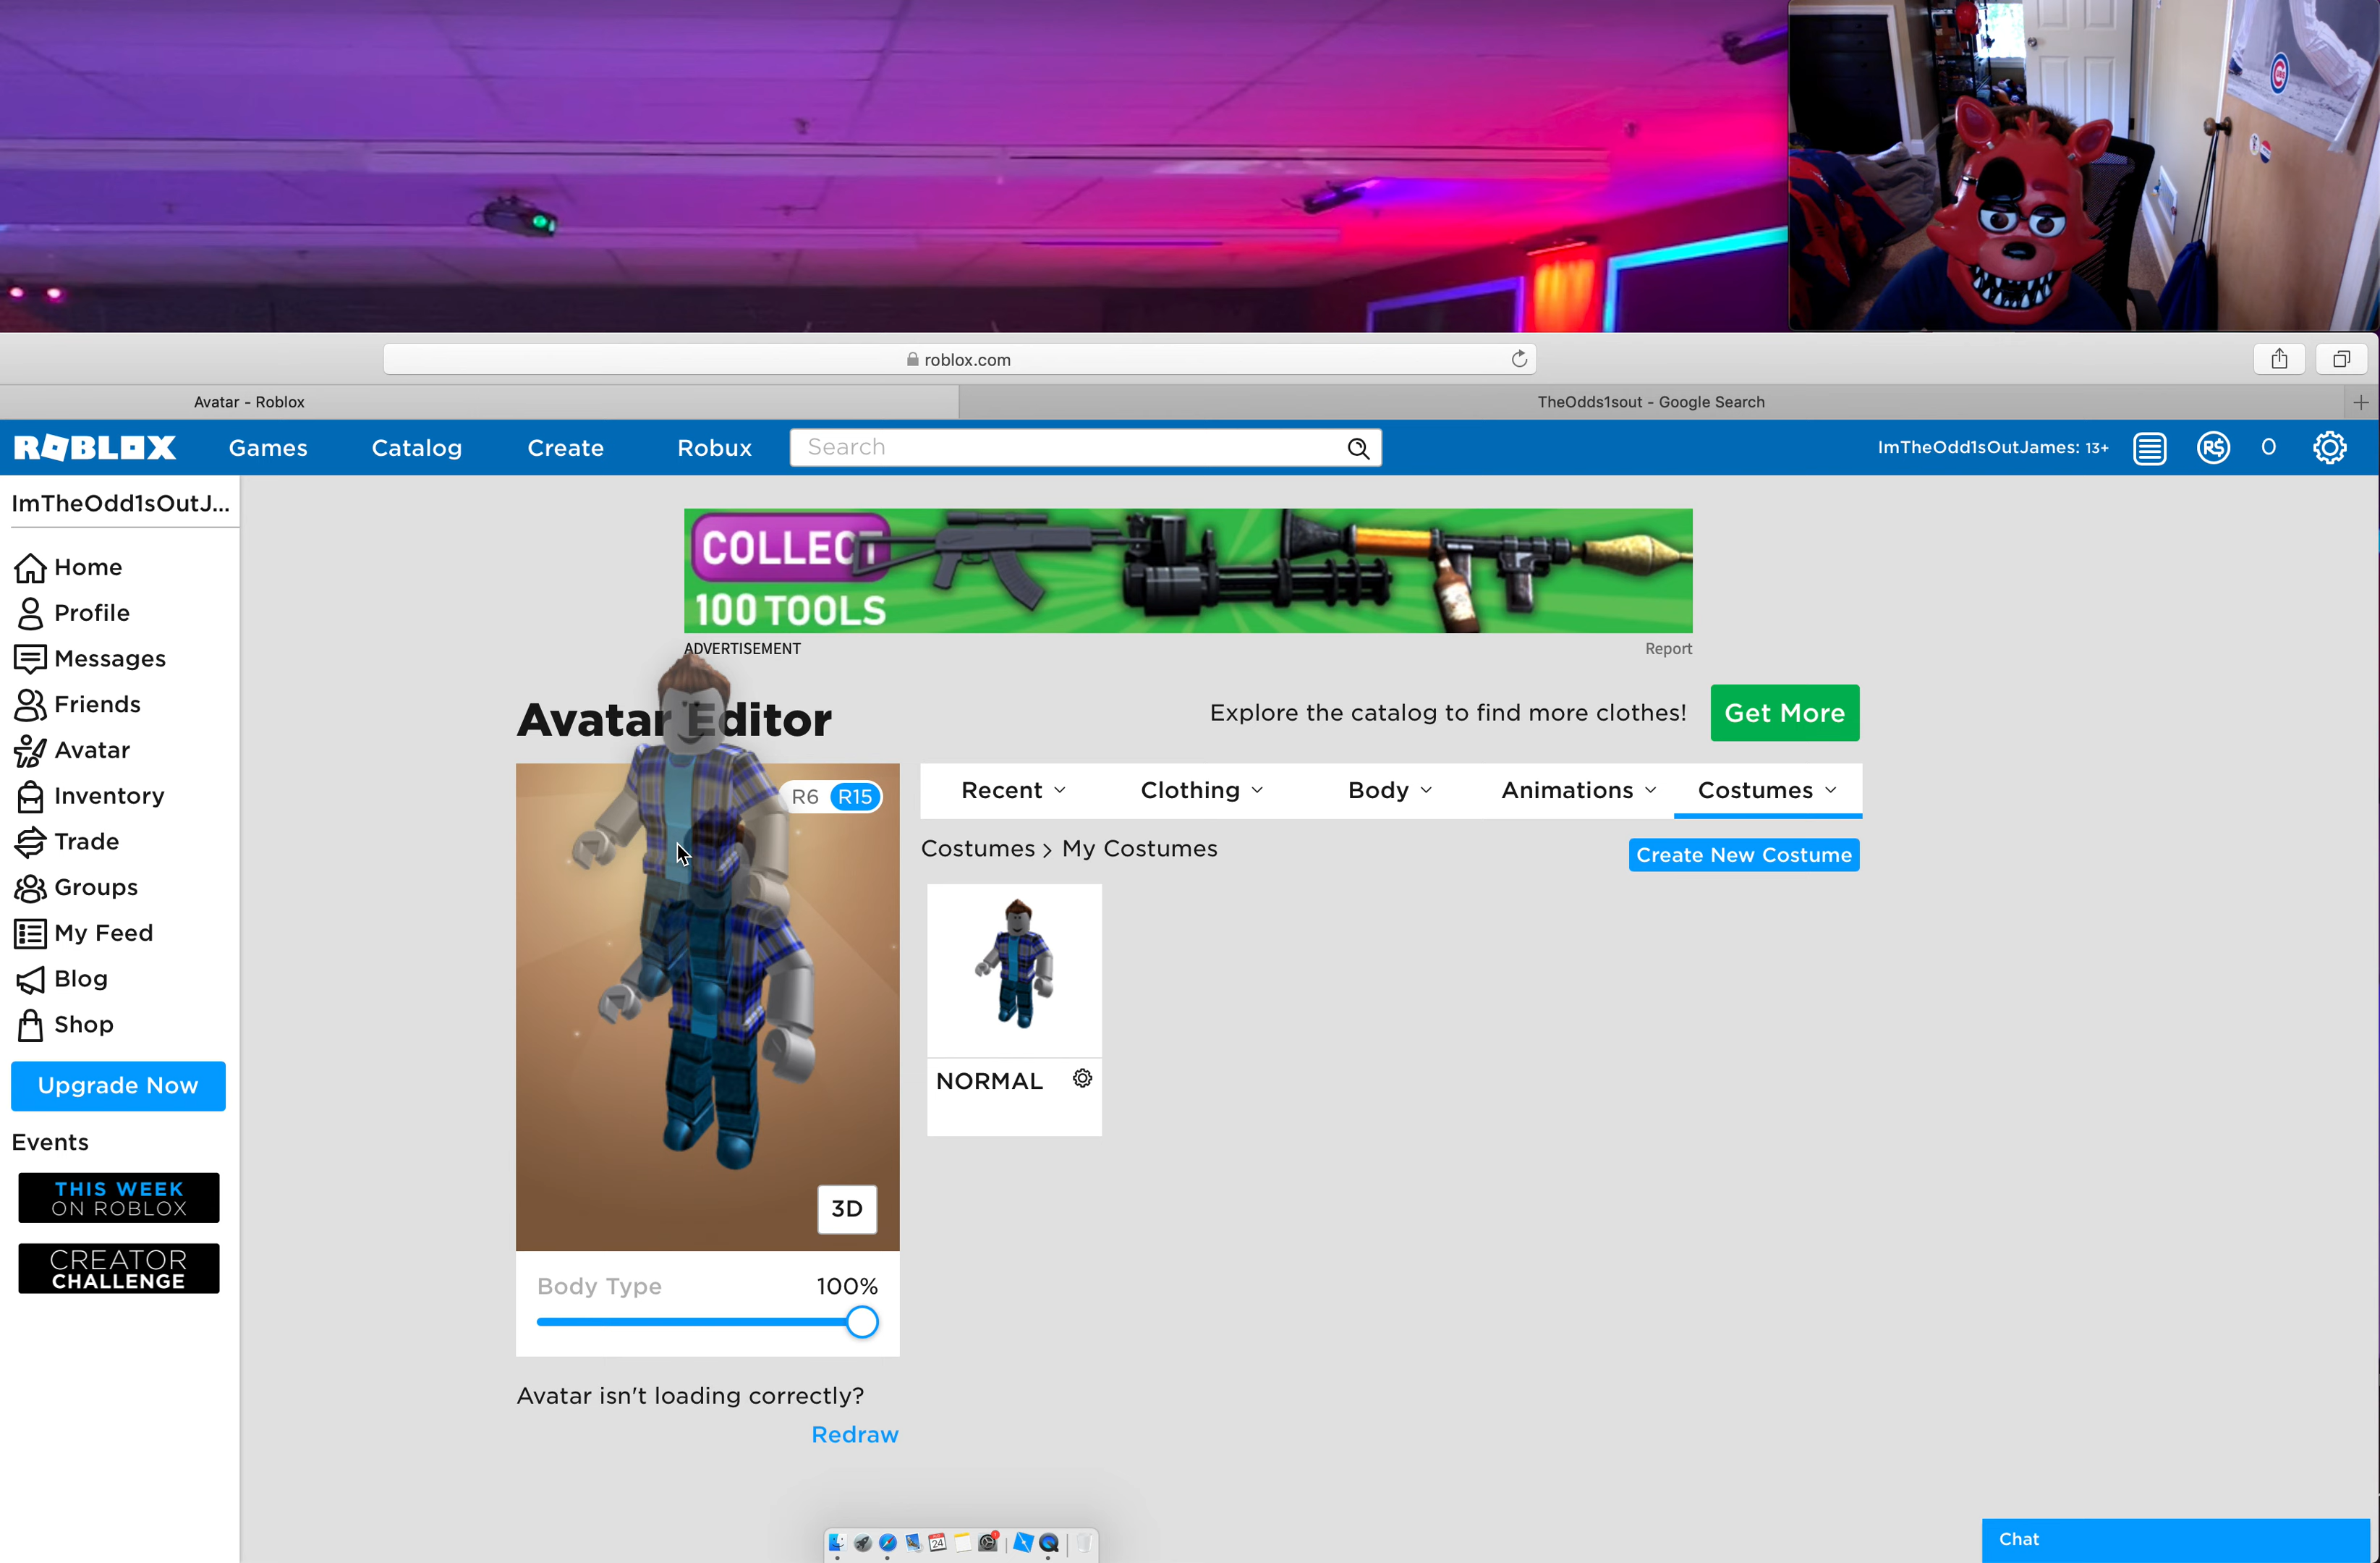 roblox.com
Avatar - Roblox
TheOdds1sout - Google Search
ROBLOX
Games
Catalog
Create
Robux
Search
ImTheOdd1sOutJames: 13+
R$
0
ImTheOdd1sOutJ...
Home
Profile
Messages
Friends
Avatar
Inventory
Trade
Groups
My Feed
Blog
Shop
Upgrade Now
Events
THIS WEEK
ON ROBLOX
CREATOR
CHALLENGE
COLLECT
100 TOOLS
ADVERTISEMENT
Report
Avatar Editor
Explore the catalog to find more clothes!
Get More
R6 R15
3D
Body Type 100%
Avatar isn't loading correctly?
Redraw
Recent
Clothing
Body
Animations
Costumes
Costumes > My Costumes
Create New Costume
NORMAL
24
Chat